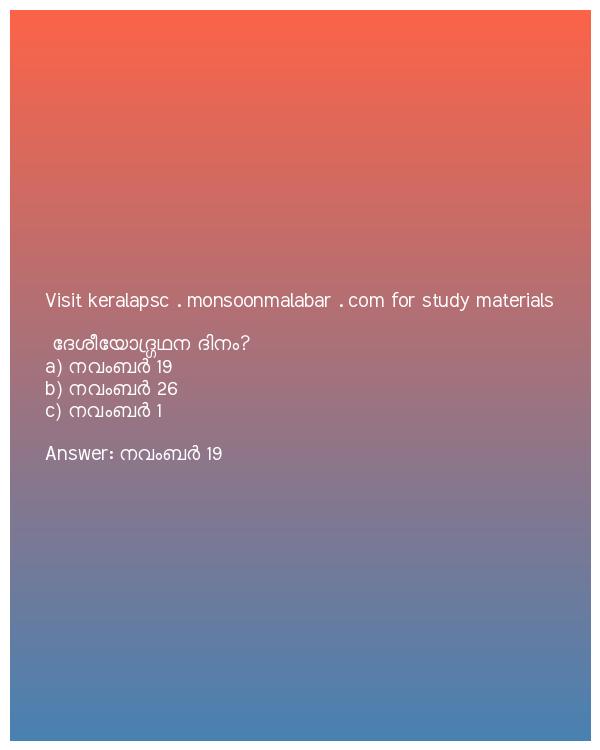 Visit keralapsc . monsoonmalabar . com for study materials
ദേശീയോദ്ഗ്രഥന ദിനം?
a) നവംബർ 19
b) നവംബർ 26
c) നവംബർ 1
Answer: നവംബർ 19